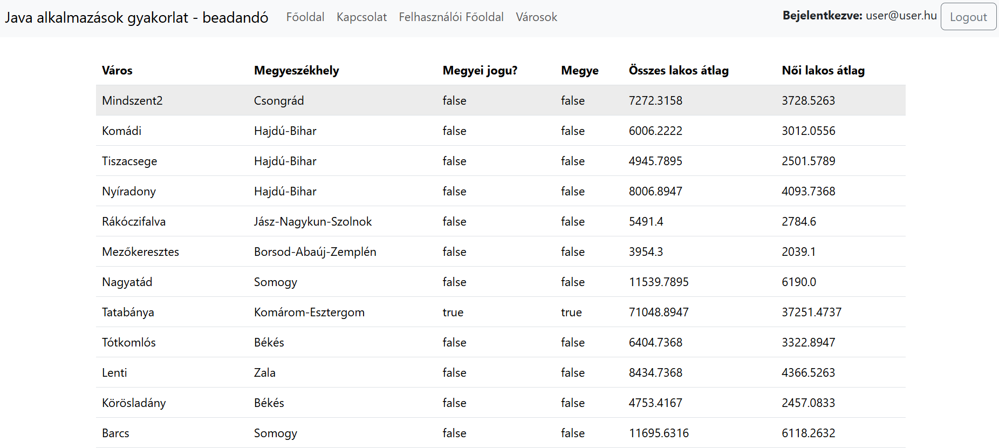 Java alkalmazások gyakorlat - beadandó Főoldal Kapcsolat Felhasználói Főoldal Városok Bejelentkezve: user@user.hu Logout
Város Megyeszékhely Megyei jogu? Megye Összes lakos átlag Női lakos átlag
Mindszent2 Csongrád false false 7272.3158 3728.5263
Komádi Hajdú-Bihar false false 6006.2222 3012.0556
Tiszacsege Hajdú-Bihar false false 4945.7895 2501.5789
Nyíradony Hajdú-Bihar false false 8006.8947 4093.7368
Rákóczifalva Jász-Nagykun-Szolnok false false 5491.4 2784.6
Mezőkeresztes Borsod-Abaúj-Zemplén false false 3954.3 2039.1
Nagyatád Somogy false false 11539.7895 6190.0
Tatabánya Komárom-Esztergom true true 71048.8947 37251.4737
Tótkomlós Békés false false 6404.7368 3322.8947
Lenti Zala false false 8434.7368 4366.5263
Körösladány Békés false false 4753.4167 2457.0833
Barcs Somogy false false 11695.6316 6118.2632